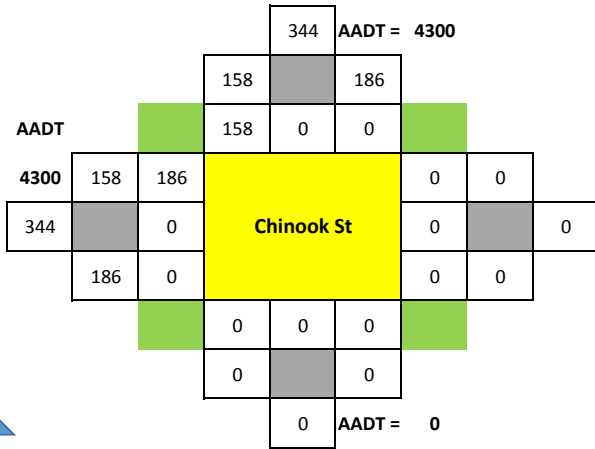 344 AADT = 4300
158 186
AADT 158 0 0
4300 158 186 0 0
344 0 Chinook St 0 0
186 0 0 0
0 0 0
0 0
0 AADT = 0